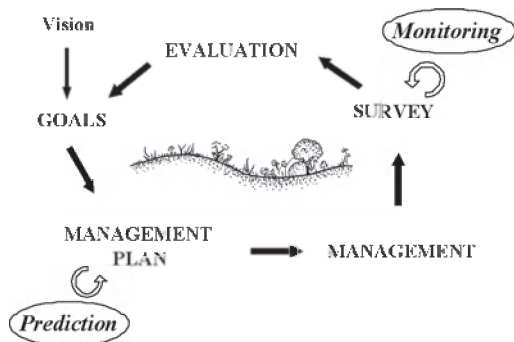 Vision
Monitoring
EVALUATION
GOALS
SURVEY
MANAGEMENT
PLAN
MANAGEMENT
Prediction